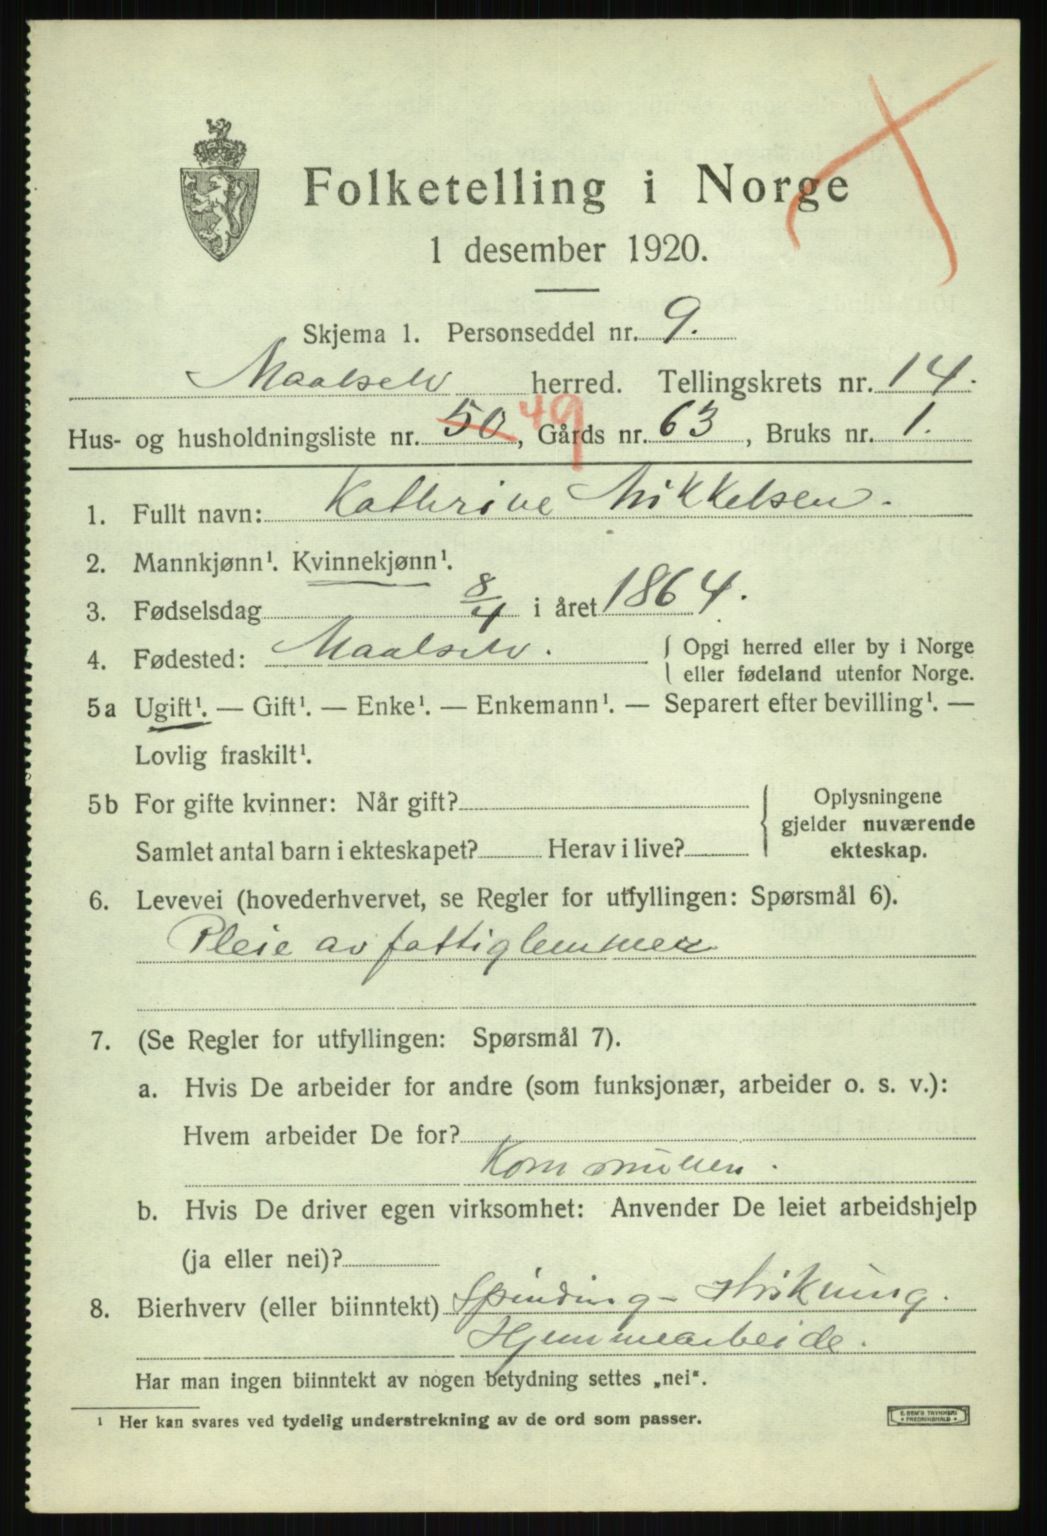 Folketelling i Norge
1 desember 1920.
Skjema 1. Personseddel nr. 9.
Maalselv herred. Tellingskrets nr. 14.
Hus- og husholdningsliste nr. 50 49, Gårds nr. 63, Bruks nr. 1.
1. Fullt navn: Kathrine Mikkelsen.
2. Mannkjønn¹. Kvinnekjønn¹.
3. Fødselsdag 8/4 i året 1864.
4. Fødested: Maalselv. { Opgi herred eller by i Norge
eller fødeland utenfor Norge.
5a Ugift¹. — Gift¹. — Enke¹. — Enkemann¹. — Separert efter bevilling¹. —
Lovlig fraskilt¹.
5b For gifte kvinner: Når gift?
Samlet antal barn i ekteskapet? Herav i live?
{ Oplysningene
gjelder nuværende
ekteskap.
6. Levevei (hovederhvervet, se Regler for utfyllingen: Spørsmål 6).
Pleie av fattiglemmer
7. (Se Regler for utfyllingen: Spørsmål 7).
a. Hvis De arbeider for andre (som funksjonær, arbeider o. s. v.):
Hvem arbeider De for?
Kommunen.
b. Hvis De driver egen virksomhet: Anvender De leiet arbeidshjelp
(ja eller nei)?
8. Bierhverv (eller biinntekt) Spinding - strikning.
Hjemmearbeide.
Har man ingen biinntekt av nogen betydning settes „nei“.
¹ Her kan svares ved tydelig understrekning av de ord som passer.